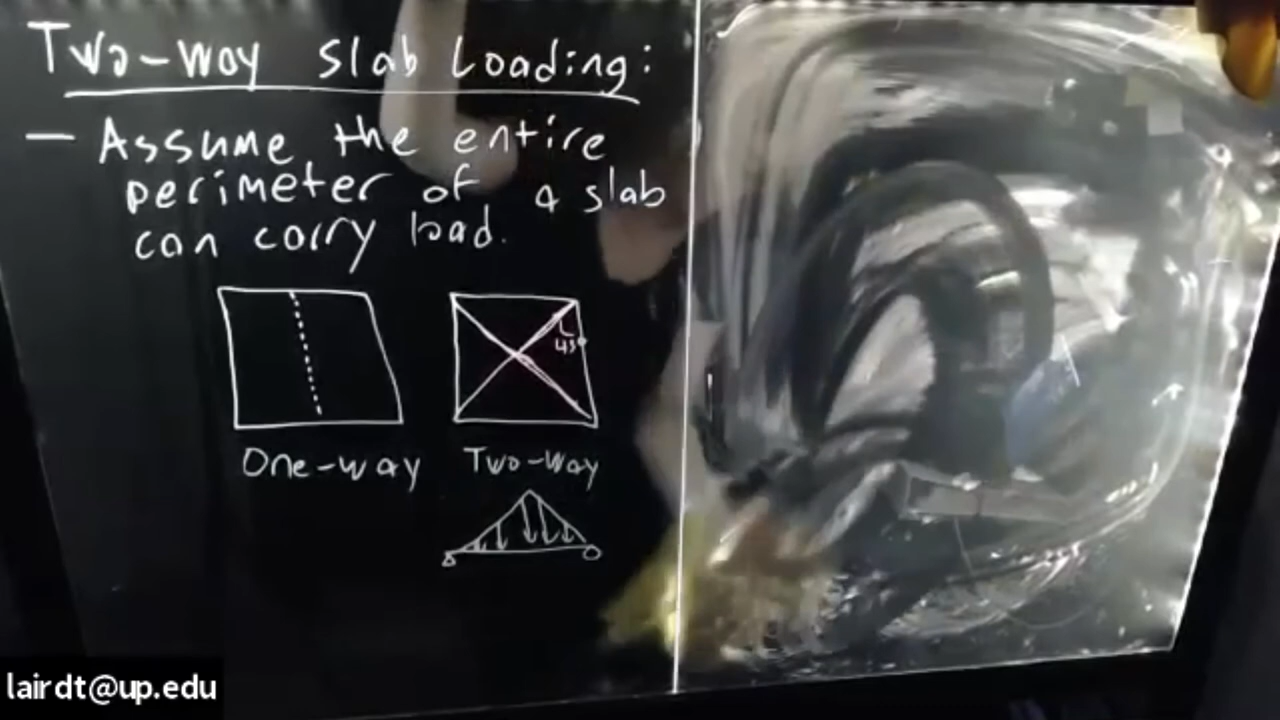 Two-way slab Loading:
— Assume the entire
perimeter of a slab
can carry load.
45°
One-way
Two-Way
lairdt@up.edu